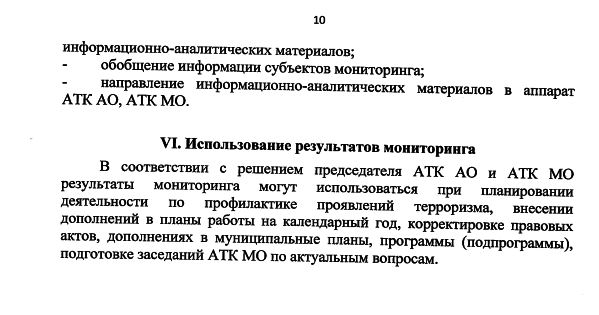 10
информационно-аналитических материалов;
- обобщение информации субъектов мониторинга;
- направление информационно-аналитических материалов в аппарат
АТК АО, АТК МО.
VI. Использование результатов мониторинга
В соответствии с решением председателя АТК АО и АТК МО
результаты мониторинга могут использоваться при планировании
деятельности по профилактике проявлений терроризма, внесении
дополнений в планы работы на календарный год, корректировке правовых
актов, дополнениях в муниципальные планы, программы (подпрограммы),
подготовке заседаний АТК МО по актуальным вопросам.